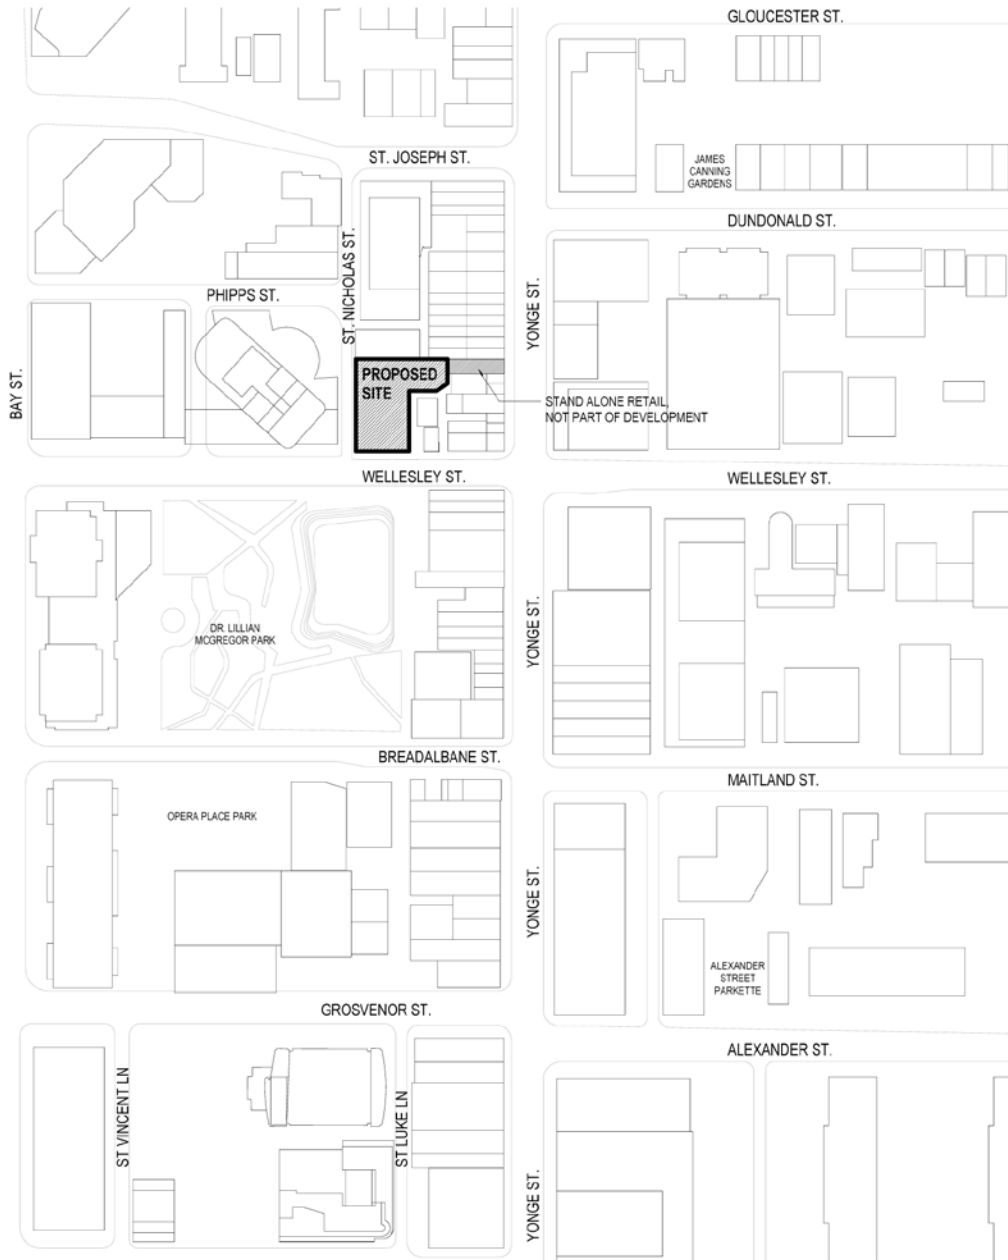 GLOUCESTER ST.
ST. JOSEPH ST.
JAMES
CANNING
GARDENS
DUNDONALD ST.
ST. NICHOLAS ST.
PHIPPS ST.
YONGE ST.
BAY ST.
PROPOSED
SITE
STAND ALONE RETAIL,
NOT PART OF DEVELOPMENT
WELLESLEY ST.
WELLESLEY ST.
DR. LILLIAN
MCGREGOR PARK
YONGE ST.
BREADALBANE ST.
MAITLAND ST.
OPERA PLACE PARK
YONGE ST.
ALEXANDER
STREET
PARKETTE
GROSVENOR ST.
ALEXANDER ST.
ST VINCENT LN
ST LUKE LN
YONGE ST.